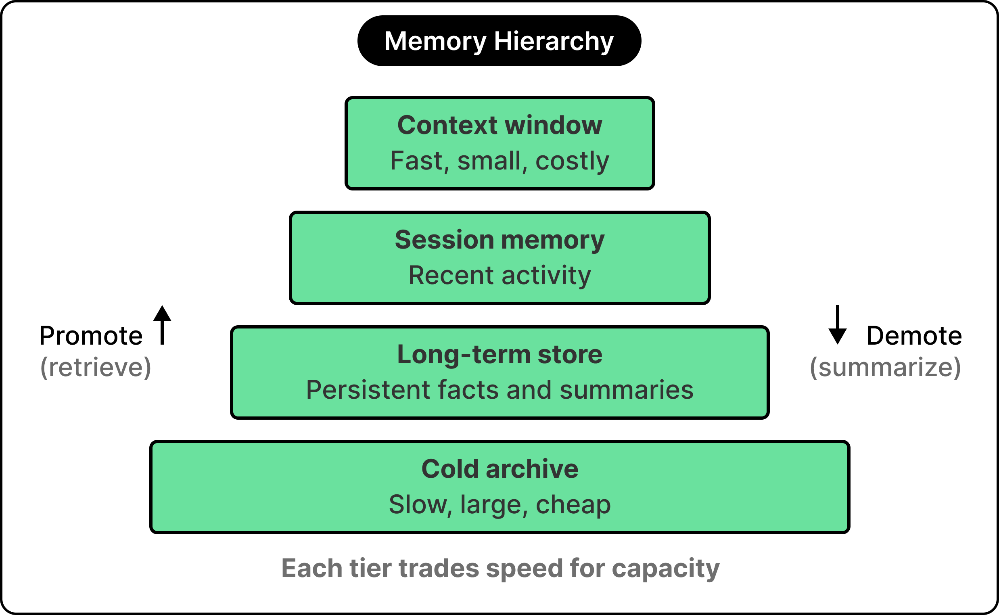 Memory Hierarchy
Context window
Fast, small, costly
Session memory
Recent activity
Promote
(retrieve)
Demote
(summarize)
Long-term store
Persistent facts and summaries
Cold archive
Slow, large, cheap
Each tier trades speed for capacity